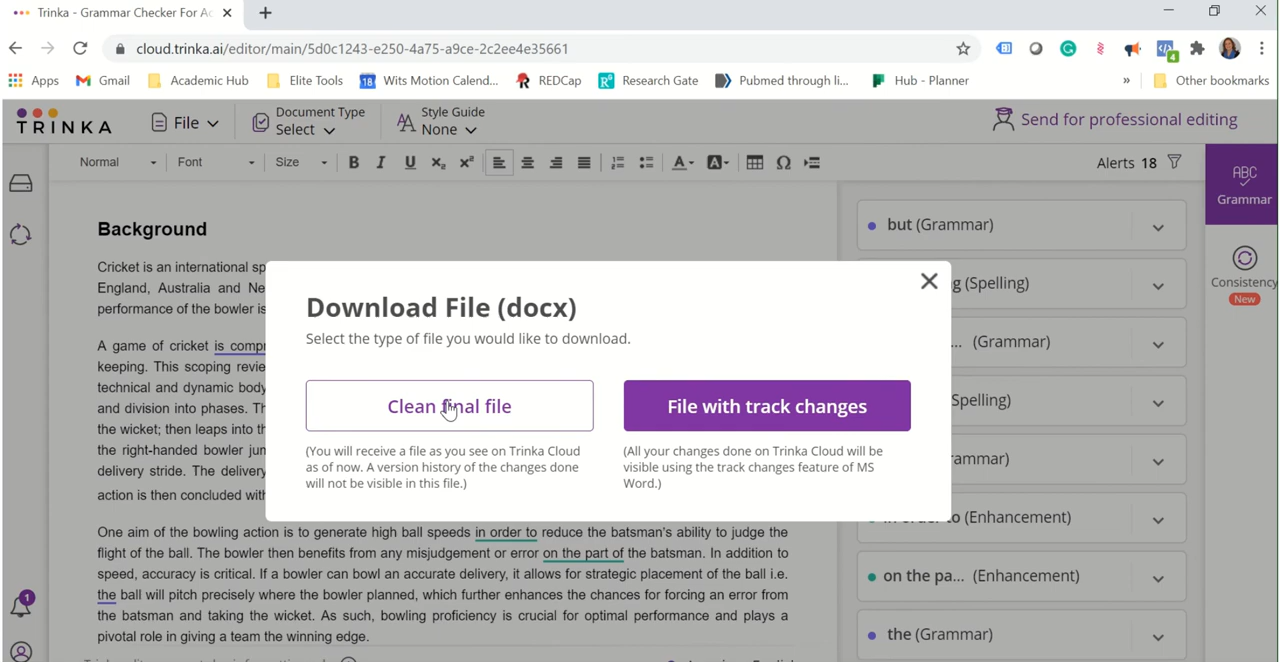 Trinka - Grammar Checker For Ac
cloud.trinka.ai/editor/main/5d0c1243-e250-4a75-a9ce-2c2ee4e35661
4
Apps Gmail Academic Hub Elite Tools 18 Wits Motion Calend... REDCap Research Gate Pubmed through li... Hub - Planner » Other bookmarks
TRINKA
File
Document Type
Select
Style Guide
None
Send for professional editing
Normal Font Size B I U x₂ x² A A Ω
Alerts 18
ABC
Grammar
Consistency
New
Background
Cricket is an international sp
England, Australia and Ne
performance of the bowler is
A game of cricket is compr
keeping. This scoping revie
technical and dynamic body
and division into phases. Th
the wicket; then leaps into th
the right-handed bowler jum
delivery stride. The delivery
action is then concluded with
One aim of the bowling action is to generate high ball speeds in order to reduce the batsman's ability to judge the
flight of the ball. The bowler then benefits from any misjudgement or error on the part of the batsman. In addition to
speed, accuracy is critical. If a bowler can bowl an accurate delivery, it allows for strategic placement of the ball i.e.
the ball will pitch precisely where the bowler planned, which further enhances the chances for forcing an error from
the batsman and taking the wicket. As such, bowling proficiency is crucial for optimal performance and plays a
pivotal role in giving a team the winning edge.
Download File (docx)
Select the type of file you would like to download.
Clean final file
(You will receive a file as you see on Trinka Cloud
as of now. A version history of the changes done
will not be visible in this file.)
File with track changes
(All your changes done on Trinka Cloud will be
visible using the track changes feature of MS
Word.)
but (Grammar)
g (Spelling)
... (Grammar)
Spelling)
rammar)
in order to (Enhancement)
on the pa... (Enhancement)
the (Grammar)
1